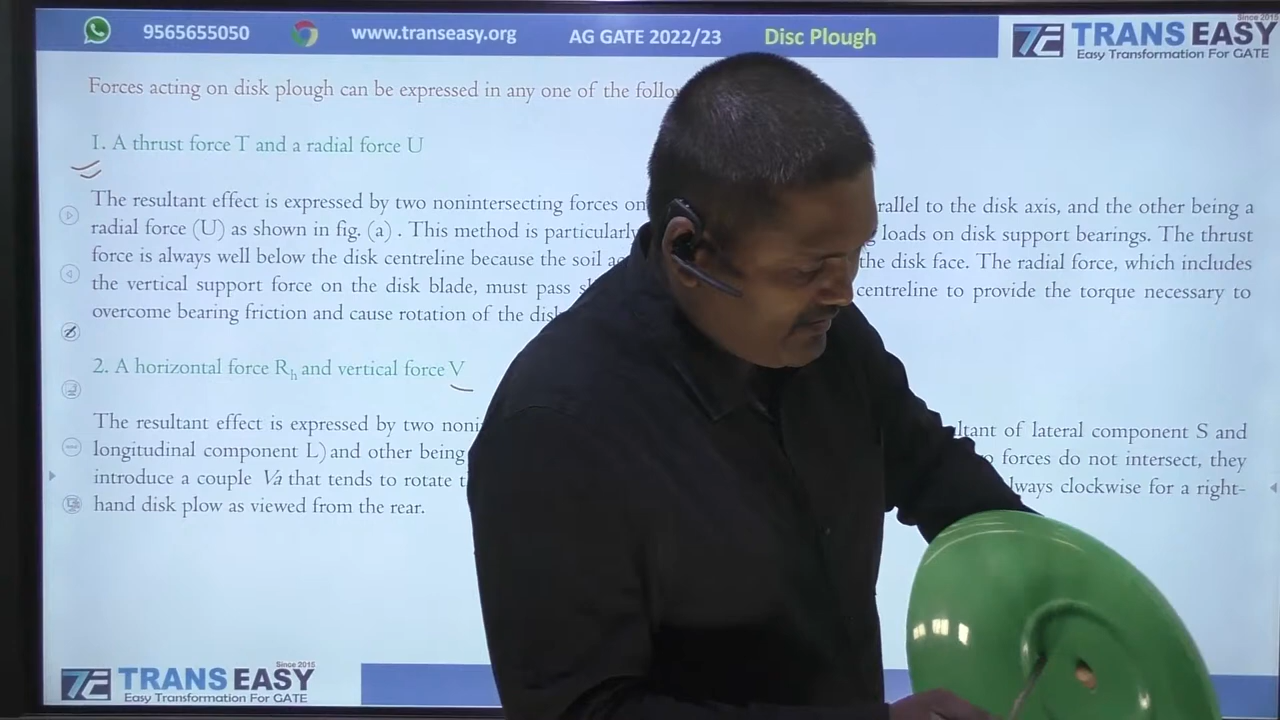 9565655050
www.transeasy.org
AG GATE 2022/23
Disc Plough
Since 2015
TRANS EASY
Easy Transformation For GATE
Forces acting on disk plough can be expressed in any one of the
1. A thrust force T and a radial force U
The resultant effect is expressed by two nonintersecting forces on to the disk axis, and the other being a
radial force (U) as shown in fig. (a) . This method is particularly loads on disk support bearings. The thrust
force is always well below the disk centreline because the soil the disk face. The radial force, which includes
the vertical support force on the disk blade, must pass centreline to provide the torque necessary to
overcome bearing friction and cause rotation of the
2. A horizontal force Rh and vertical force V
The resultant effect is expressed by two of lateral component S and
longitudinal component L) and other being forces do not intersect, they
introduce a couple Va that tends to rotate clockwise for a right-
hand disk plow as viewed from the rear.
Since 2015
TRANS EASY
Easy Transformation For GATE